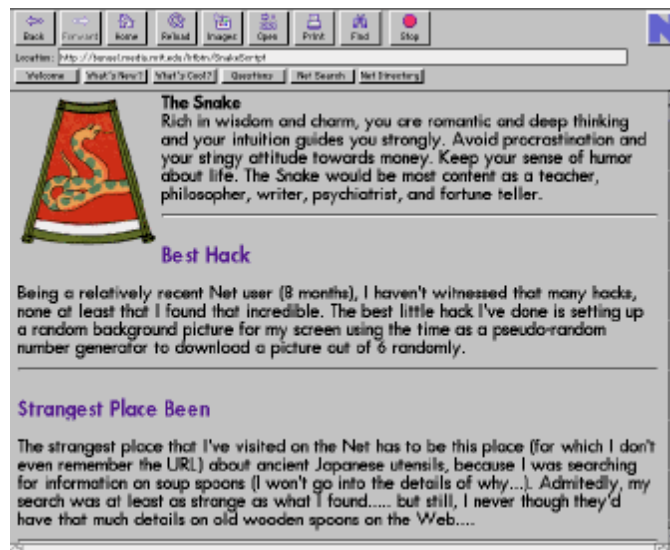 Back Forward Home Reload Images Open Print Find Stop
Location: http://
Welcome What's New? What's Cool? Questions Net Search Net Directory
The Snake
Rich in wisdom and charm, you are romantic and deep thinking
and your intuition guides you strongly. Avoid procrastination and
your stingy attitude towards money. Keep your sense of humor
about life. The Snake would be most content as a teacher,
philosopher, writer, psychiatrist, and fortune teller.
Best Hack
Being a relatively recent Net user (8 months), I haven't witnessed that many hacks,
none at least that I found that incredible. The best little hack I've done is setting up
a random background picture for my screen using the time as a pseudo-random
number generator to download a picture out of 6 randomly.
Strangest Place Been
The strangest place that I've visited on the Net has to be this place (for which I don't
even remember the URL) about ancient Japanese utensils, because I was searching
for information on soup spoons (I won't go into the details of why...). Admitedly, my
search was at least as strange as what I found..... but still, I never though they'd
have that much details on old wooden spoons on the Web....